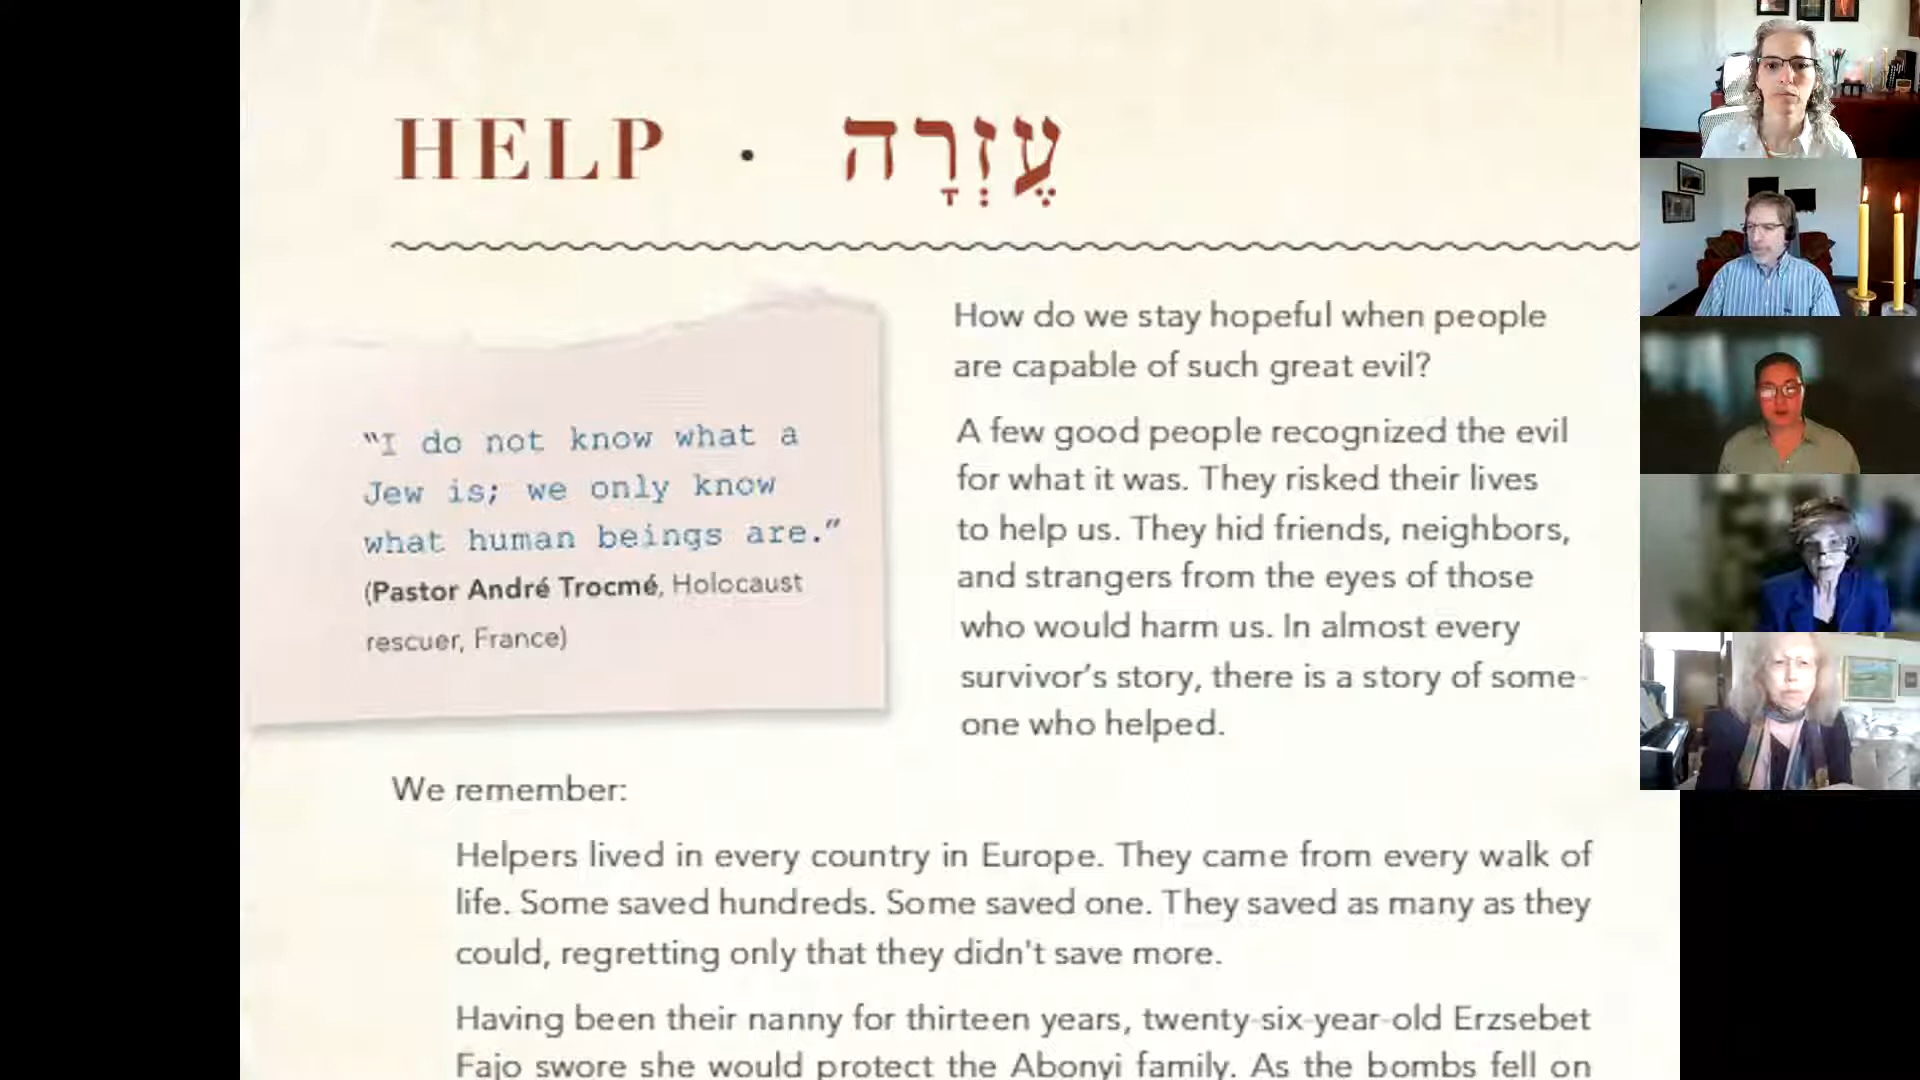 HELP · עֶזְרָה
"I do not know what a
Jew is; we only know
what human beings are."
(Pastor André Trocmé, Holocaust
rescuer, France)
How do we stay hopeful when people
are capable of such great evil?
A few good people recognized the evil
for what it was. They risked their lives
to help us. They hid friends, neighbors,
and strangers from the eyes of those
who would harm us. In almost every
survivor's story, there is a story of some-
one who helped.
We remember:
Helpers lived in every country in Europe. They came from every walk of
life. Some saved hundreds. Some saved one. They saved as many as they
could, regretting only that they didn't save more.
Having been their nanny for thirteen years, twenty-six-year-old Erzsebet
Fajo swore she would protect the Abonyi family. As the bombs fell on